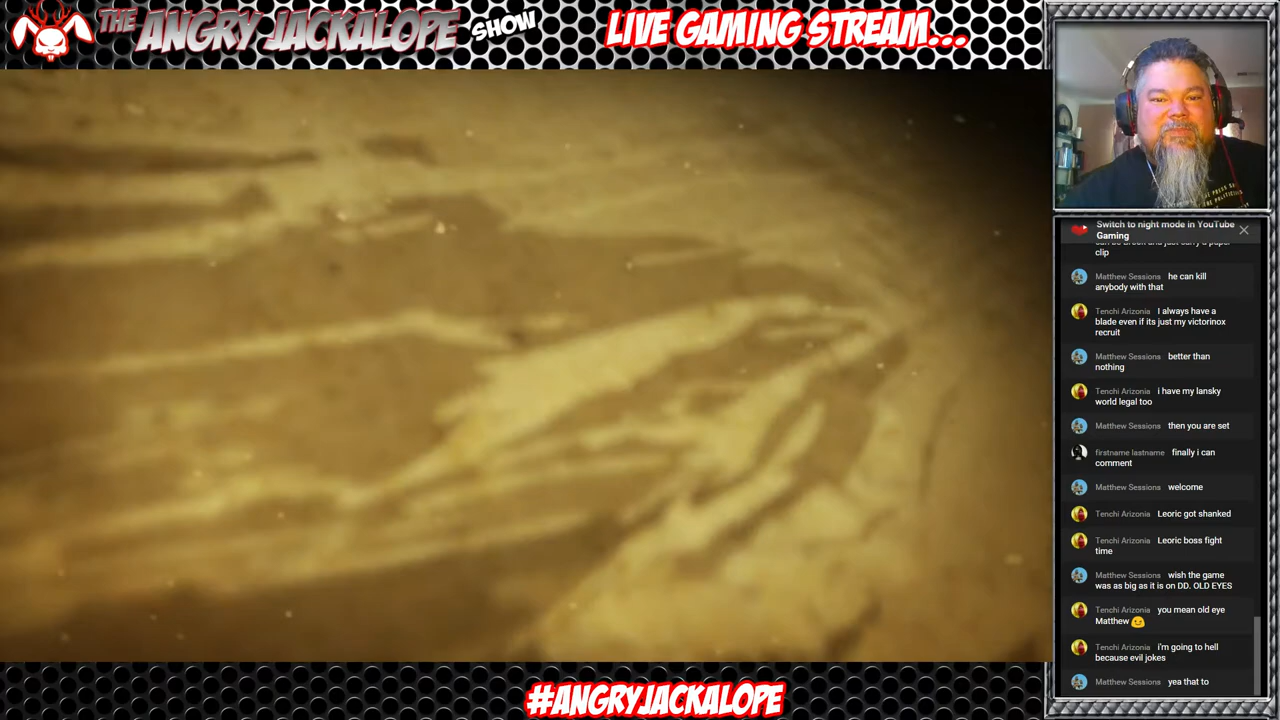 THE ANGRY JACKALOPE SHOW
LIVE GAMING STREAM...
Switch to night mode in YouTube
Gaming
clip
Matthew Sessions he can kill
anybody with that
Tenchi Arizonia I always have a
blade even if its just my victorinox
recruit
Matthew Sessions better than
nothing
Tenchi Arizonia i have my lansky
world legal too
Matthew Sessions then you are set
firstname lastname finally i can
comment
Matthew Sessions welcome
Tenchi Arizonia Leoric got shanked
Tenchi Arizonia Leoric boss fight
time
Matthew Sessions wish the game
was as big as it is on DD. OLD EYES
Tenchi Arizonia you mean old eye
Matthew
Tenchi Arizonia i'm going to hell
because evil jokes
Matthew Sessions yea that to
#ANGRYJACKALOPE